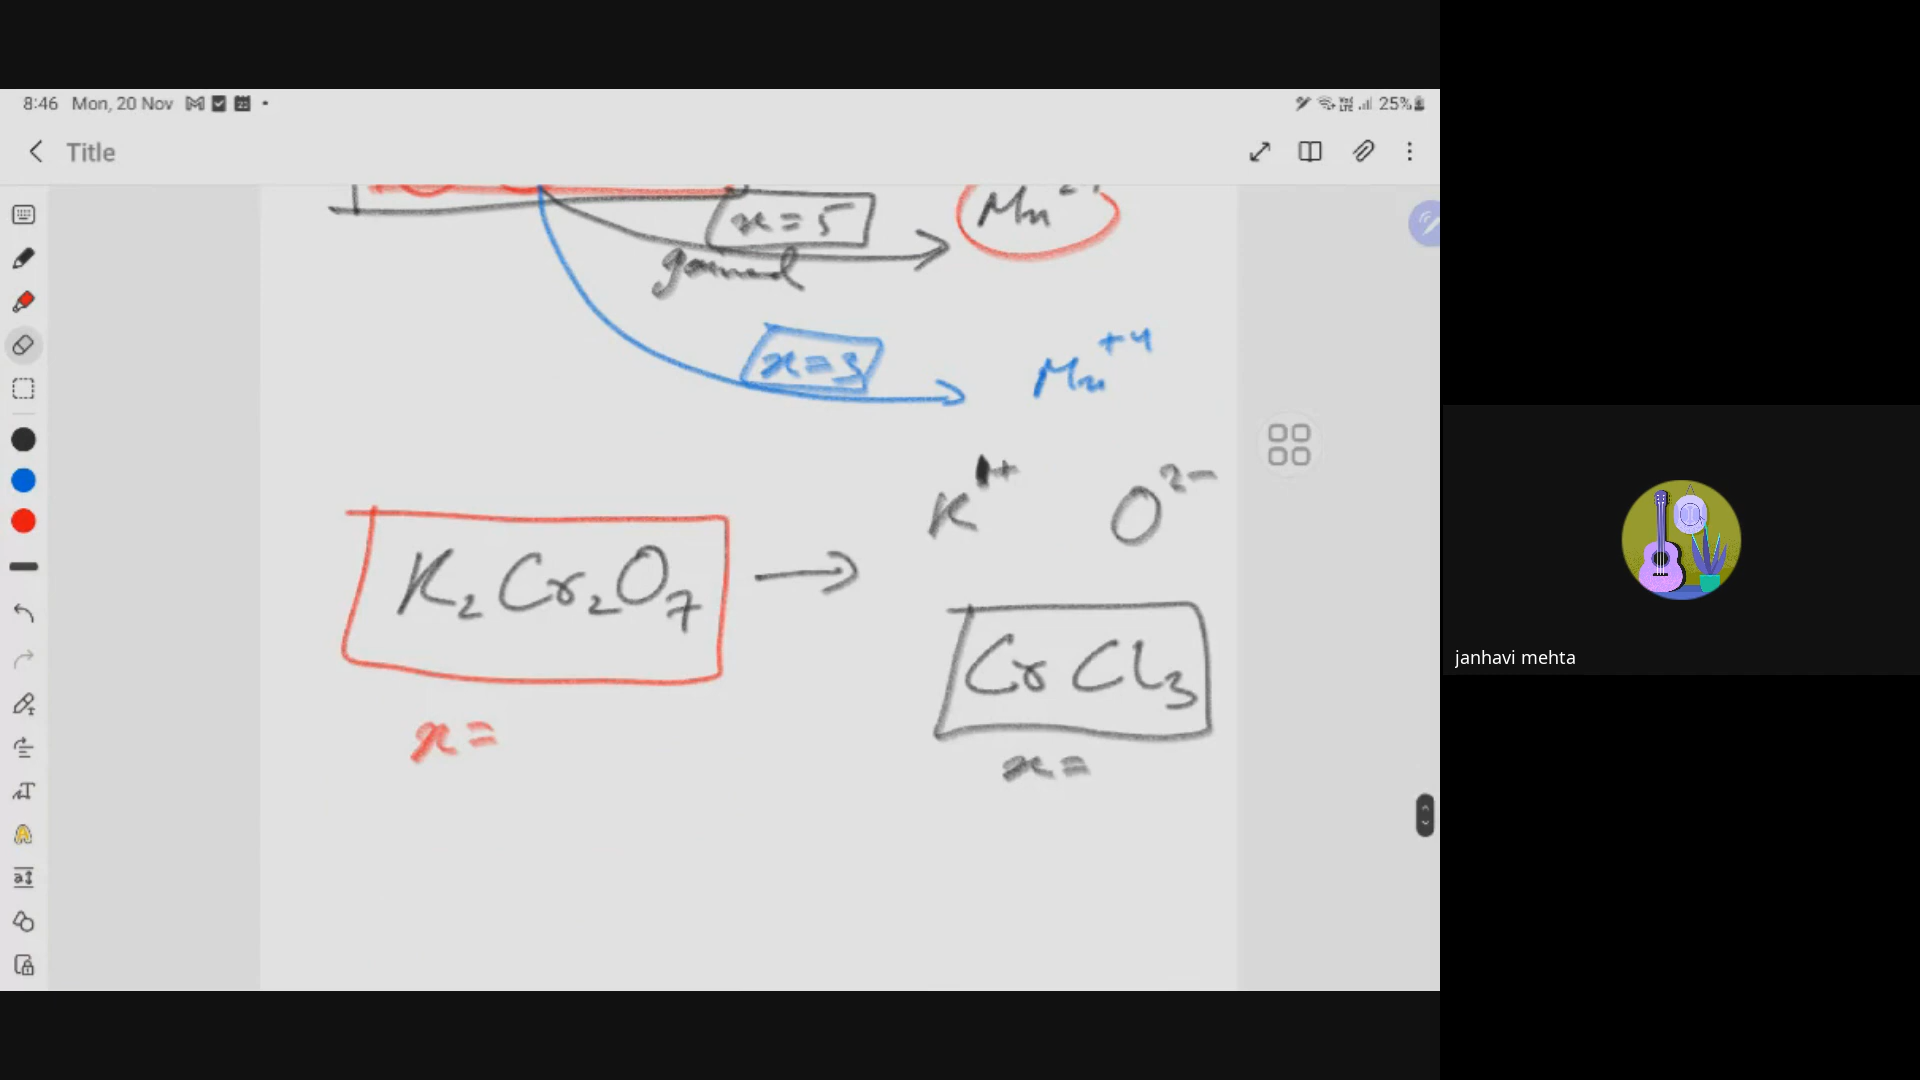 8:46 Mon, 20 Nov
25%
Title
x = 5
Mn
gained
x = 3
Mn+4
K1+ O2-
K2Cr2O7 →
CrCl3
x =
x =
janhavi mehta